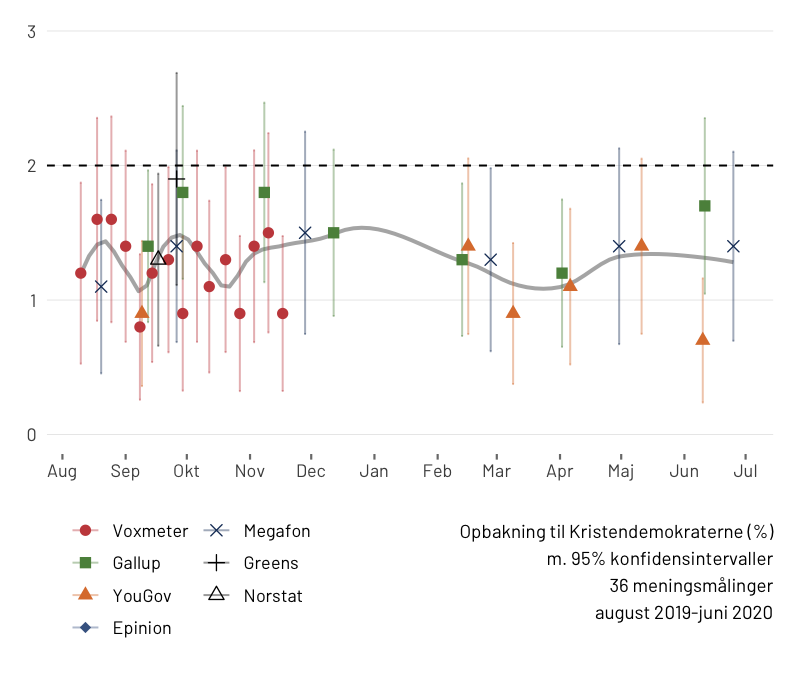 3
2
1
0
Aug Sep Okt Nov Dec Jan Feb Mar Apr Maj Jun Jul
Voxmeter Megafon
Gallup Greens
YouGov Norstat
Epinion
Opbakning til Kristendemokraterne (%)
m. 95% konfidensintervaller
36 meningsmålinger
august 2019-juni 2020